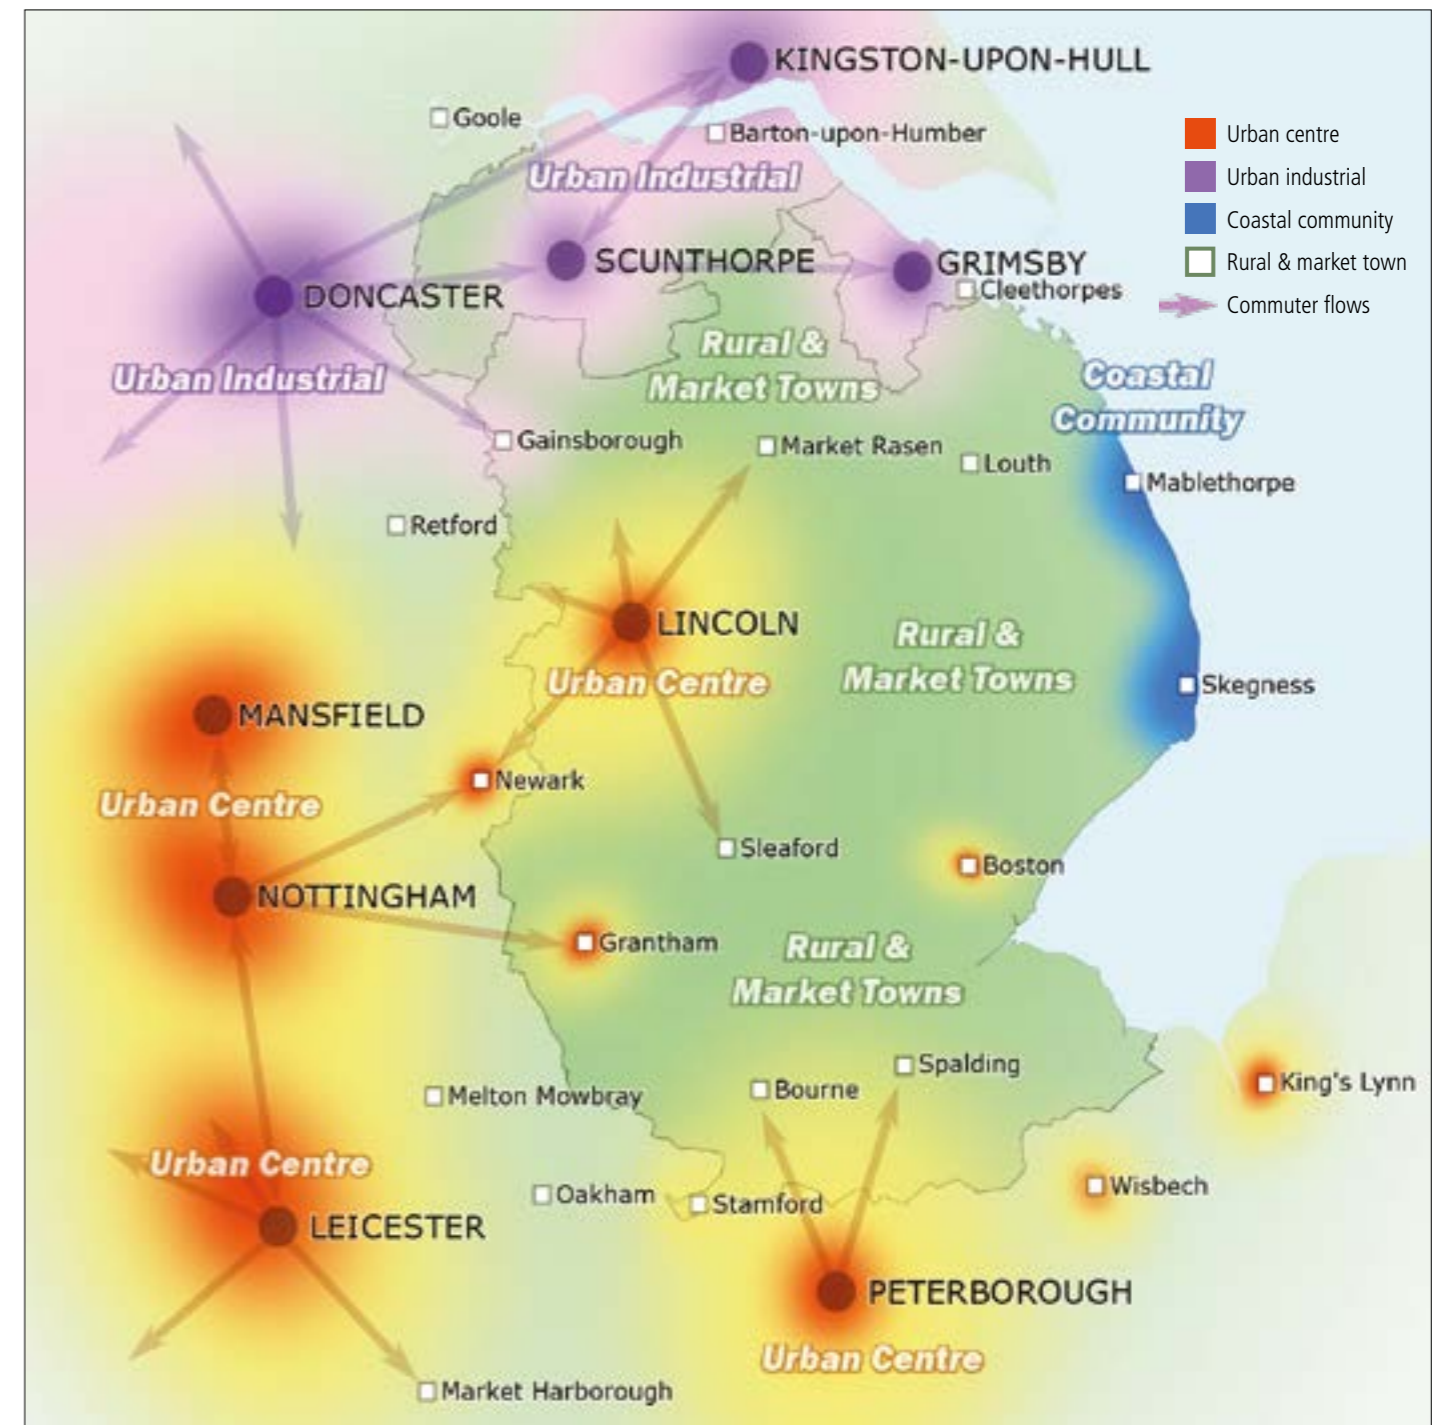 KINGSTON-UPON-HULL
Goole
Barton-upon-Humber
Urban centre
Urban Industrial
Urban industrial
Coastal community
SCUNTHORPE
GRIMSBY
Rural & market town
Cleethorpes
DONCASTER
Commuter flows
Rural &
Market Towns
Urban Industrial
Coastal
Community
Gainsborough
Market Rasen
Louth
Mablethorpe
Retford
LINCOLN
Rural &
Market Towns
Urban Centre
Skegness
MANSFIELD
Newark
Urban Centre
Sleaford
Boston
NOTTINGHAM
Grantham
Rural &
Market Towns
Spalding
Bourne
Melton Mowbray
King's Lynn
Urban Centre
Oakham
Stamford
Wisbech
LEICESTER
PETERBOROUGH
Urban Centre
Market Harborough